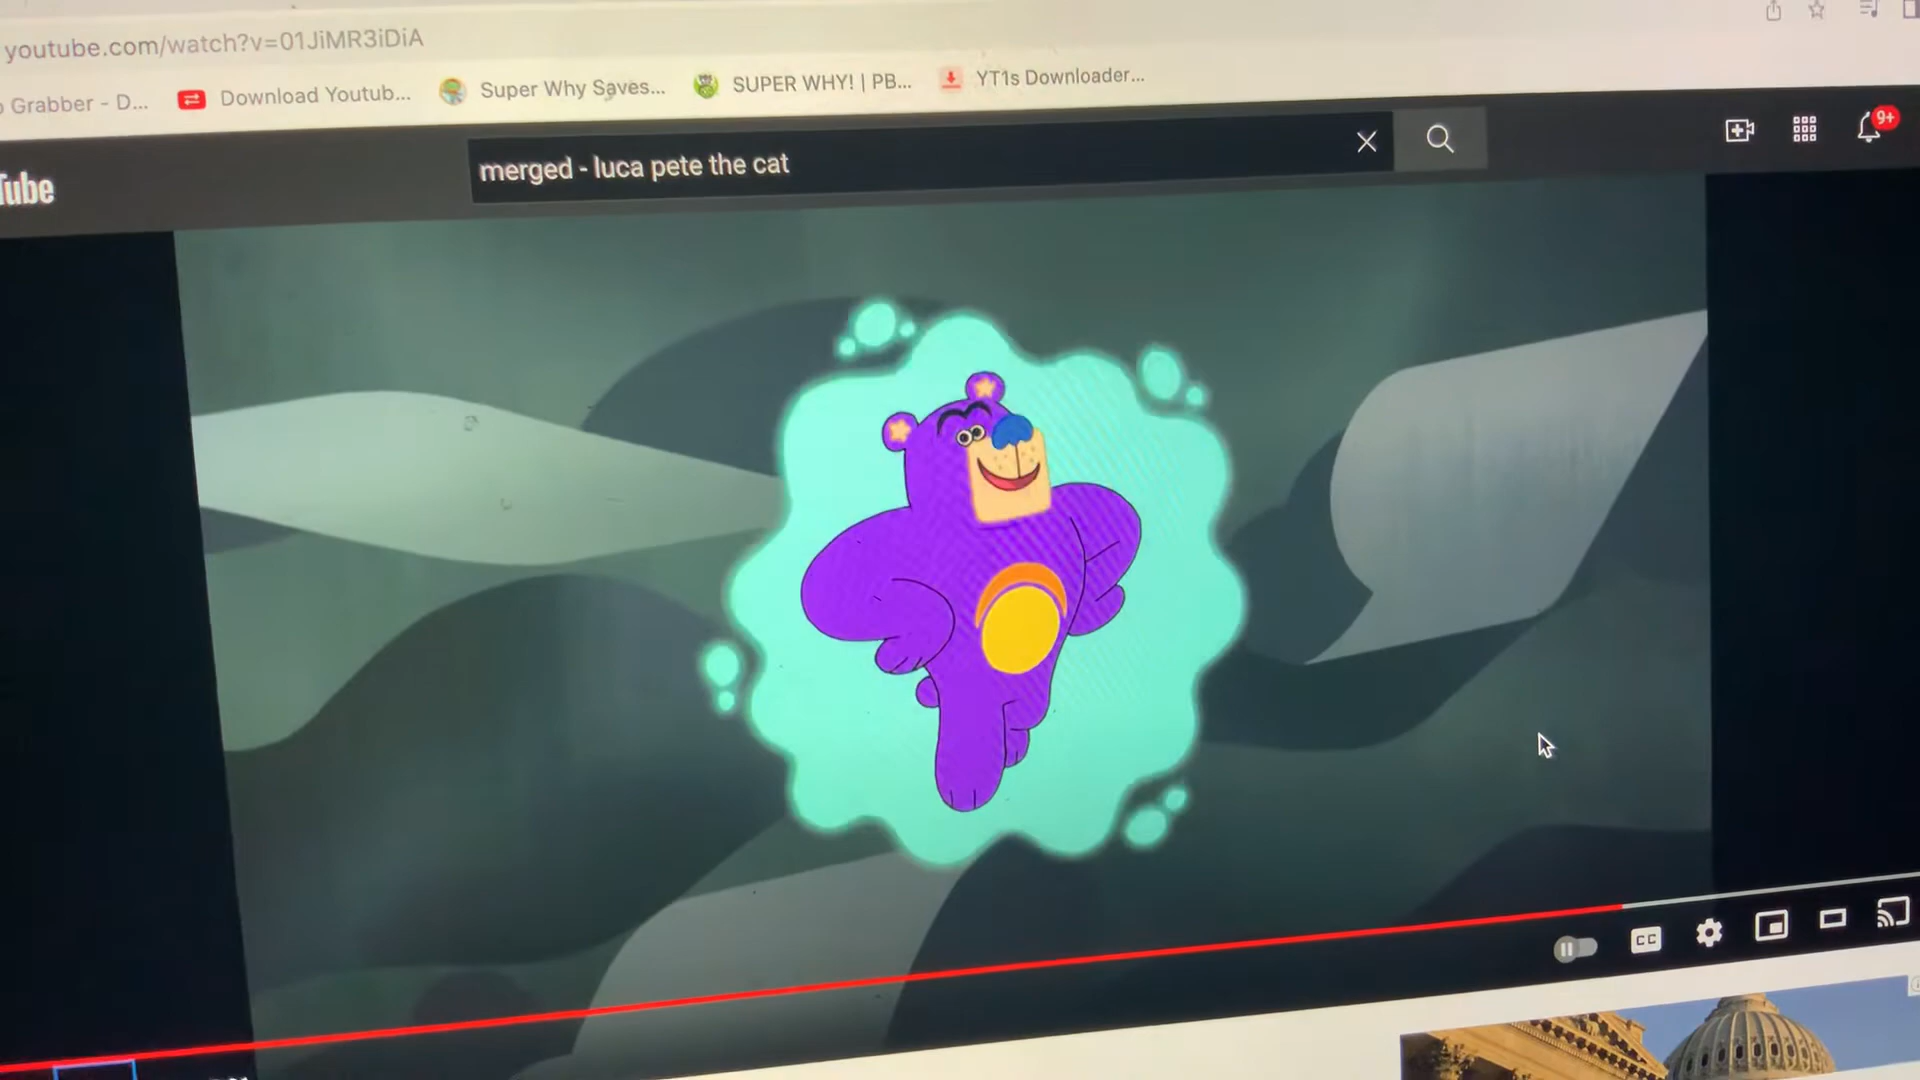 youtube.com/watch?v=01JiMR3iDiA
Grabber - D...
Download Youtub...
Super Why Saves...
SUPER WHY! | PB...
YT1s Downloader...
Tube
merged - luca pete the cat
9+
CC